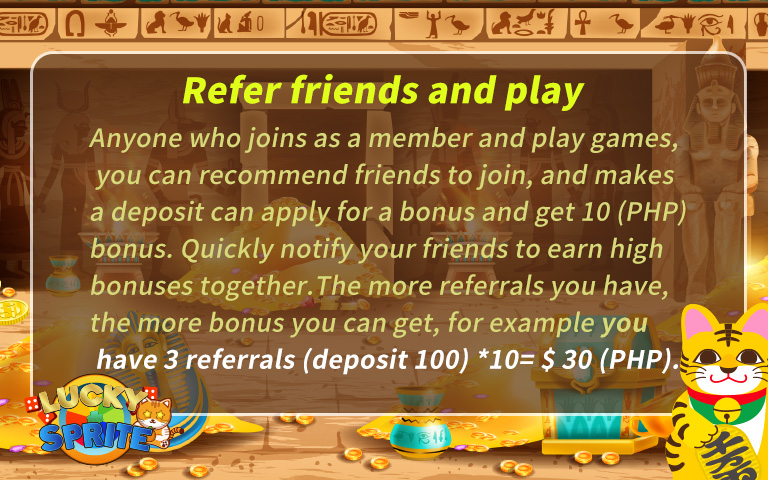 Refer friends and play
Anyone who joins as a member and play games,
you can recommend friends to join, and makes
a deposit can apply for a bonus and get 10 (PHP)
bonus. Quickly notify your friends to earn high
bonuses together.The more referrals you have,
the more bonus you can get, for example you
have 3 referrals (deposit 100) *10= $ 30 (PHP).
LUCKY
SPRITE